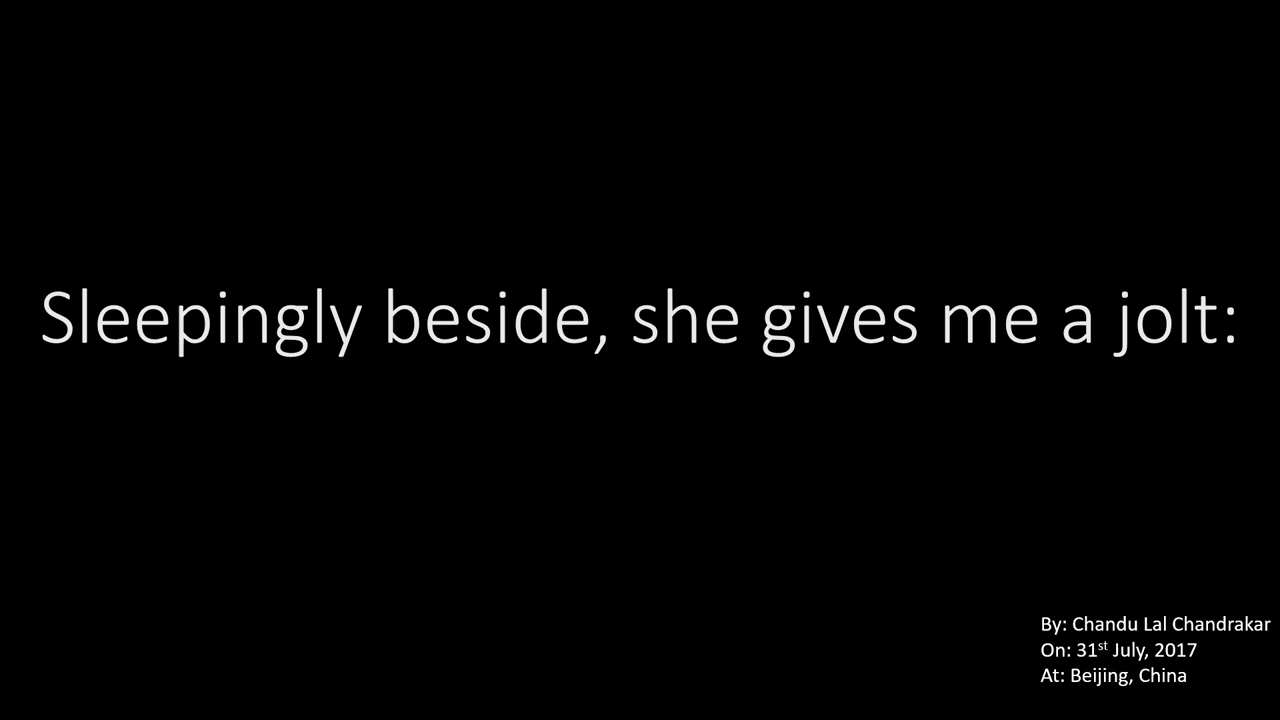 Sleepingly beside, she gives me a jolt:
By: Chandu Lal Chandrakar
On: 31st July, 2017
At: Beijing, China